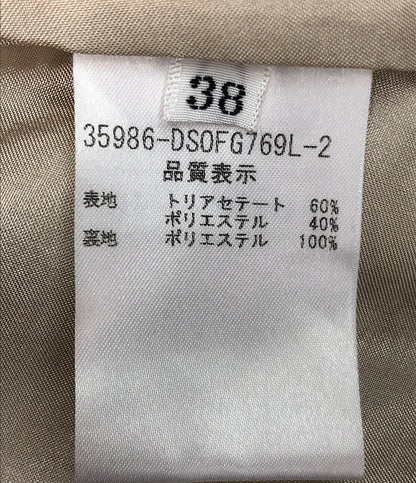 38
35986-DSOFG769L-2
品質表示
表地 トリアセテート 60%
ポリエステル 40%
裏地 ポリエステル 100%